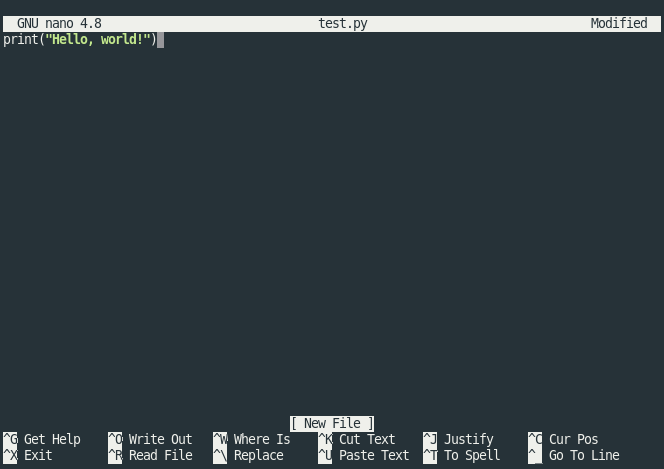 GNU nano 4.8 test.py Modified
print("Hello, world!")
[ New File ]
^G Get Help ^O Write Out ^W Where Is ^K Cut Text ^J Justify ^C Cur Pos
^X Exit ^R Read File ^\ Replace ^U Paste Text ^T To Spell ^ Go To Line